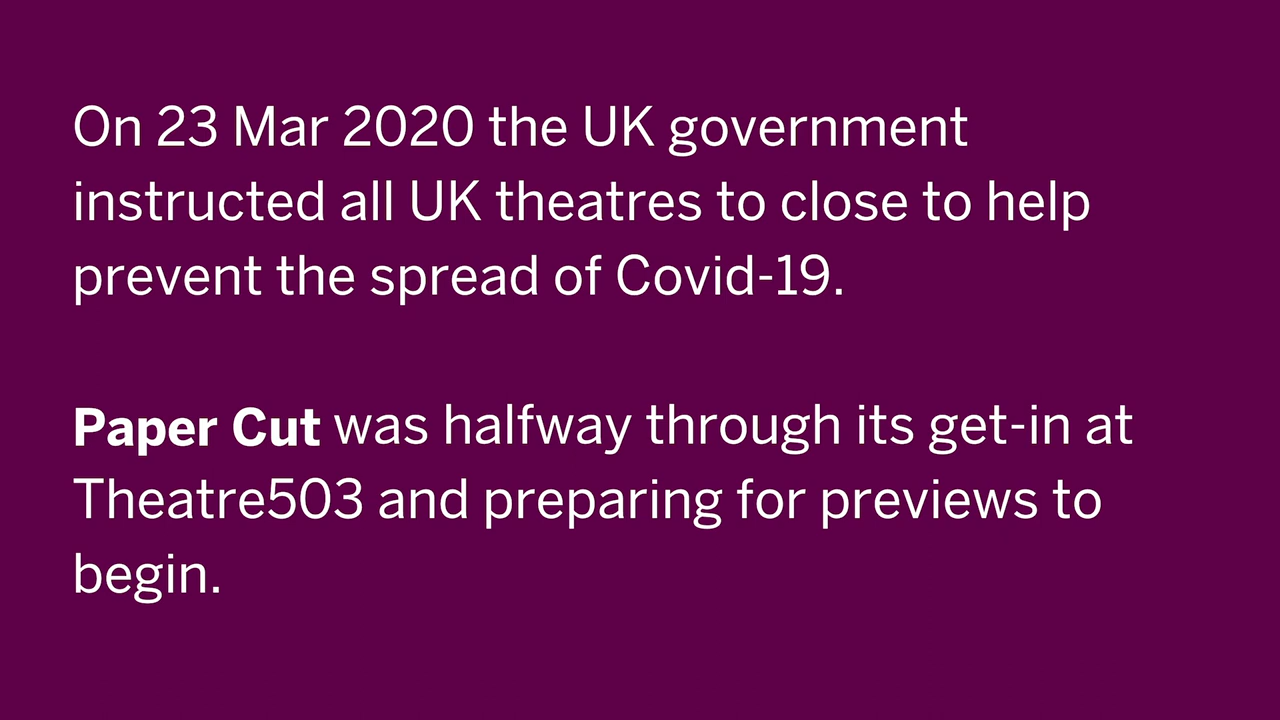 On 23 Mar 2020 the UK government
instructed all UK theatres to close to help
prevent the spread of Covid-19.
Paper Cut was halfway through its get-in at
Theatre503 and preparing for previews to
begin.